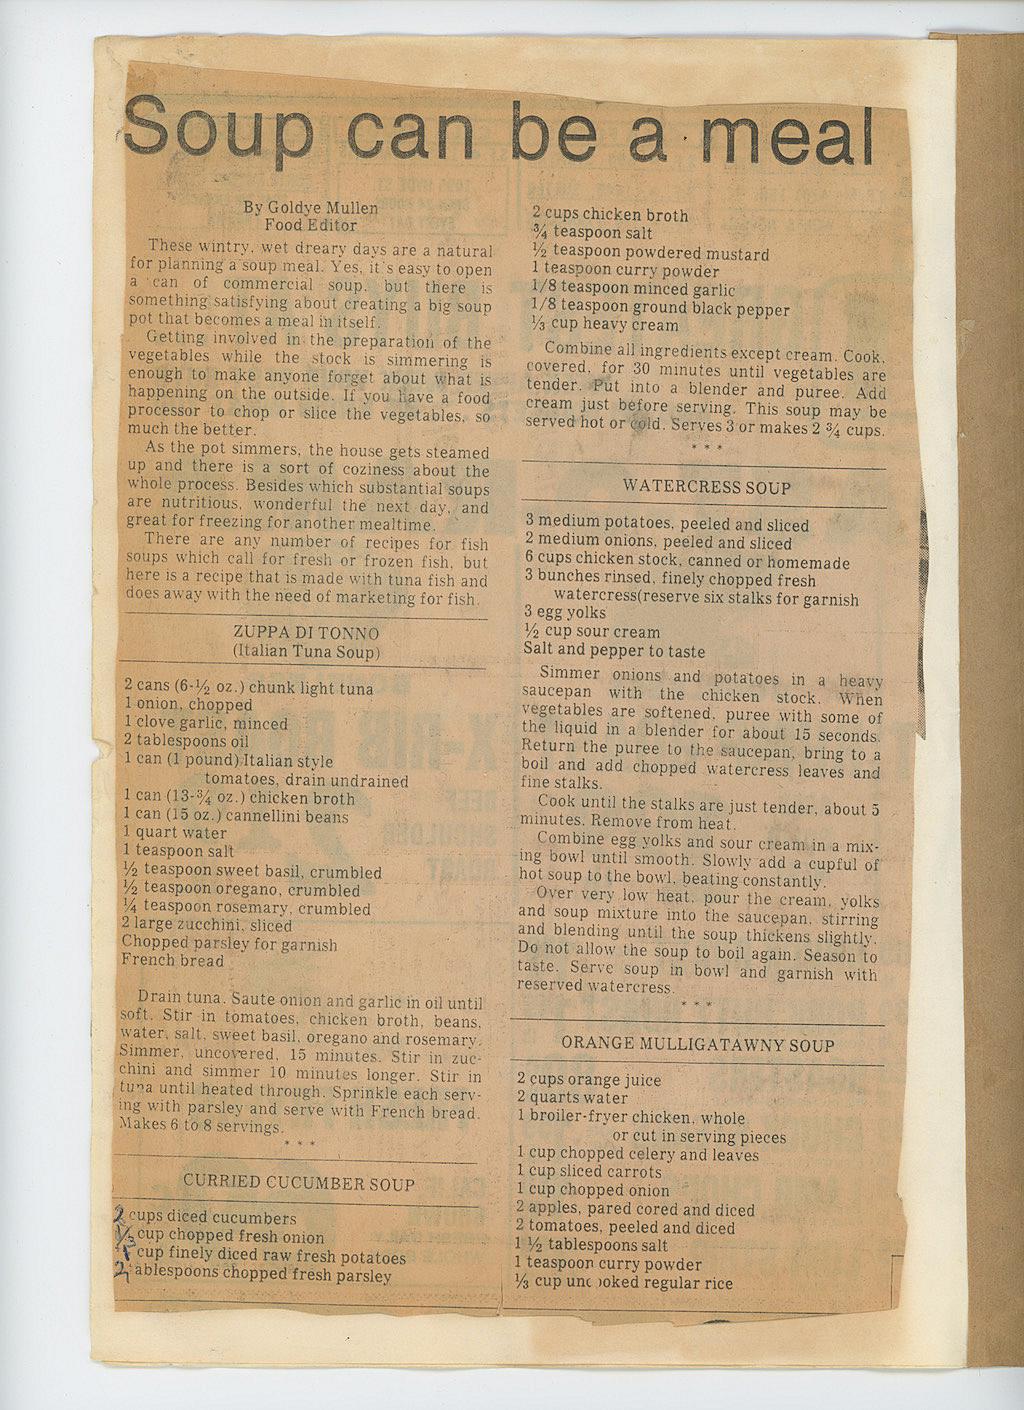 Soup can be a meal
By Goldye Mullen
Food Editor
These wintry, wet dreary days are a natural
for planning a soup meal. Yes, it's easy to open
a can of commercial soup, but there is
something satisfying about creating a big soup
pot that becomes a meal in itself.
Getting involved in the preparation of the
vegetables while the stock is simmering is
enough to make anyone forget about what is
happening on the outside. If you have a food
processor to chop or slice the vegetables, so
much the better.
As the pot simmers, the house gets steamed
up and there is a sort of coziness about the
whole process. Besides which substantial soups
are nutritious, wonderful the next day, and
great for freezing for another mealtime.
There are any number of recipes for fish
soups which call for fresh or frozen fish, but
here is a recipe that is made with tuna fish and
does away with the need of marketing for fish.
ZUPPA DI TONNO
(Italian Tuna Soup)
2 cans (6-½ oz.) chunk light tuna
1 onion, chopped
1 clove garlic, minced
2 tablespoons oil
1 can (1 pound) Italian style
tomatoes, drain undrained
1 can (13-¾ oz.) chicken broth
1 can (15 oz.) cannellini beans
1 quart water
1 teaspoon salt
½ teaspoon sweet basil, crumbled
½ teaspoon oregano, crumbled
¼ teaspoon rosemary, crumbled
2 large zucchini, sliced
Chopped parsley for garnish
French bread
Drain tuna. Saute onion and garlic in oil until
soft. Stir in tomatoes, chicken broth, beans,
water, salt, sweet basil, oregano and rosemary.
Simmer, uncovered, 15 minutes. Stir in zuc-
chini and simmer 10 minutes longer. Stir in
tuna until heated through. Sprinkle each serv-
ing with parsley and serve with French bread.
Makes 6 to 8 servings.
* * *
CURRIED CUCUMBER SOUP
2 cups diced cucumbers
⅓ cup chopped fresh onion
1 cup finely diced raw fresh potatoes
2 tablespoons chopped fresh parsley
2 cups chicken broth
¾ teaspoon salt
½ teaspoon powdered mustard
1 teaspoon curry powder
1/8 teaspoon minced garlic
1/8 teaspoon ground black pepper
⅓ cup heavy cream
Combine all ingredients except cream. Cook,
covered, for 30 minutes until vegetables are
tender. Put into a blender and puree. Add
cream just before serving. This soup may be
served hot or cold. Serves 3 or makes 2 ¾ cups.
* * *
WATERCRESS SOUP
3 medium potatoes, peeled and sliced
2 medium onions, peeled and sliced
6 cups chicken stock, canned or homemade
3 bunches rinsed, finely chopped fresh
watercress(reserve six stalks for garnish
3 egg yolks
½ cup sour cream
Salt and pepper to taste
Simmer onions and potatoes in a heavy
saucepan with the chicken stock. When
vegetables are softened, puree with some of
the liquid in a blender for about 15 seconds.
Return the puree to the saucepan, bring to a
boil and add chopped watercress leaves and
fine stalks.
Cook until the stalks are just tender, about 5
minutes. Remove from heat.
Combine egg yolks and sour cream in a mix-
ing bowl until smooth. Slowly add a cupful of
hot soup to the bowl, beating constantly.
Over very low heat, pour the cream, yolks
and soup mixture into the saucepan, stirring
and blending until the soup thickens slightly.
Do not allow the soup to boil again. Season to
taste. Serve soup in bowl and garnish with
reserved watercress.
* * *
ORANGE MULLIGATAWNY SOUP
2 cups orange juice
2 quarts water
1 broiler-fryer chicken, whole
or cut in serving pieces
1 cup chopped celery and leaves
1 cup sliced carrots
1 cup chopped onion
2 apples, pared cored and diced
2 tomatoes, peeled and diced
1 ½ tablespoons salt
1 teaspoon curry powder
⅓ cup uncooked regular rice